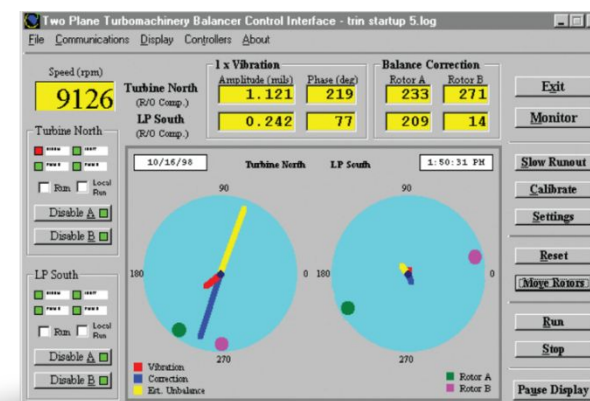 Two Plane Turbomachinery Balancer Control Interface - trin startup 5.log
File Communications Display Controllers About
Speed (rpm)
9126
1 x Vibration
Balance Correction
Amplitude (mils) Phase (deg) Rotor A Rotor B
Turbine North
(R/O Comp.)
1.121 219 233 271
LP South
(R/O Comp.)
0.242 77 209 14
Turbine North
Run Local Run
Disable A
Disable B
LP South
Run Local Run
Disable A
Disable B
10/16/98 Turbine North LP South 1:50:31 PM
90 90
180 0 180 0
270 270
Vibration
Correction
Est. Unbalance
Rotor A
Rotor B
Exit
Monitor
Slow Runout
Calibrate
Settings
Reset
Move Rotors
Run
Stop
Pause Display